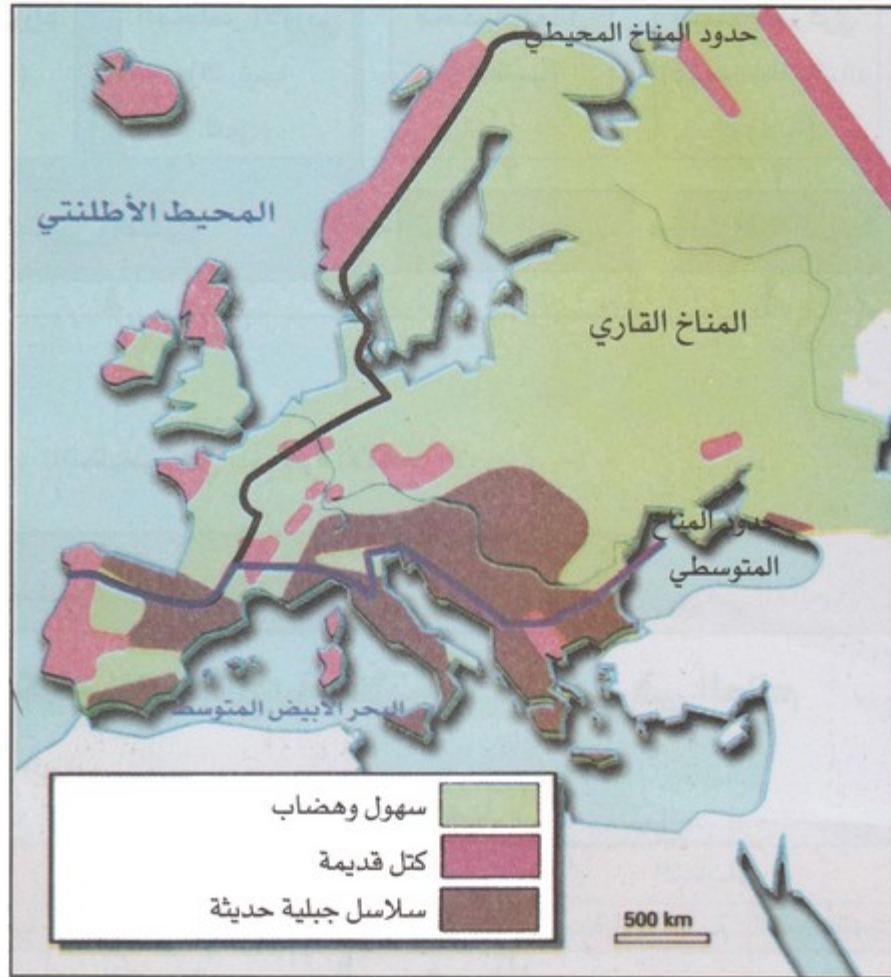 حدود المناخ المحيطي
المحيط الأطلنتي
المناخ القاري
حدود المناخ
المتوسطي
البحر الأبيض المتوسط
سهول وهضاب
كتل قديمة
سلاسل جبلية حديثة
500 km